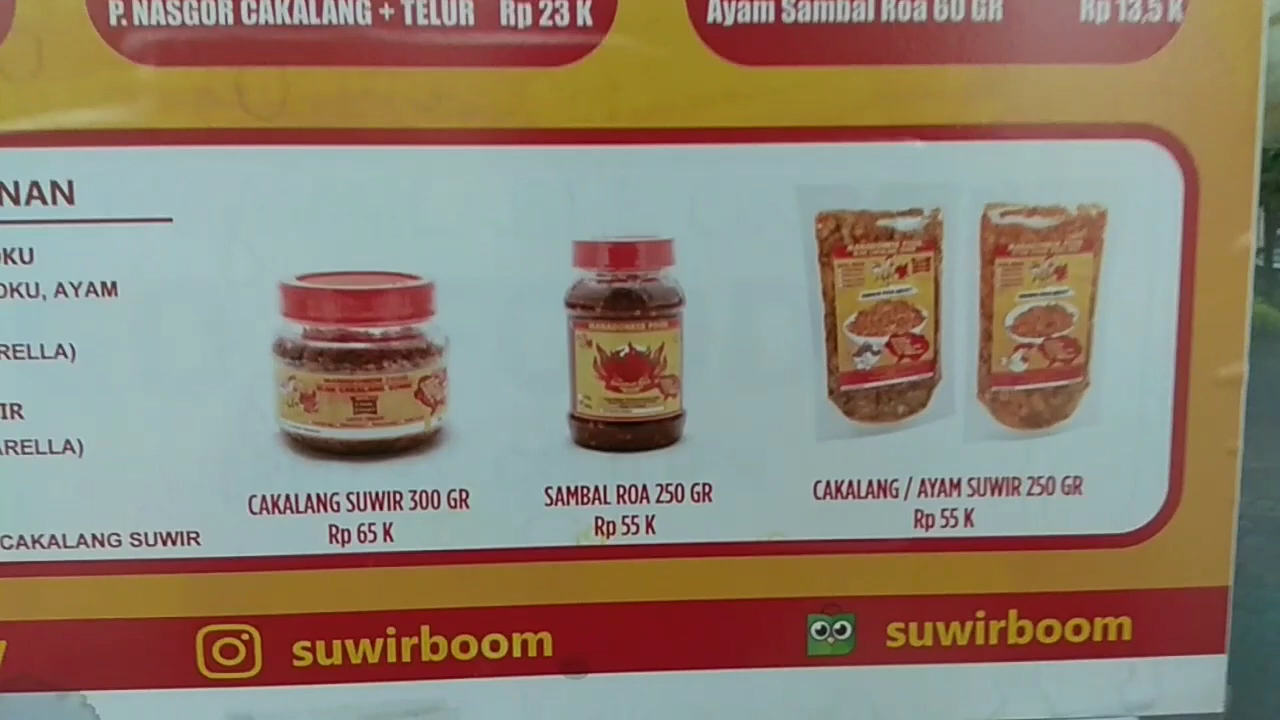 P. NASGOR CAKALANG + TELUR Rp 23 K
Ayam Sambal Roa 60 GR Rp 13,5 K
NAN
OKU
OKU, AYAM
RELLA)
IR
ARELLA)
CAKALANG SUWIR
CAKALANG SUWIR 300 GR
Rp 65 K
MANADONESE FOOD
SAMBAL ROA 250 GR
Rp 55 K
CAKALANG / AYAM SUWIR 250 GR
Rp 55 K
suwirboom
suwirboom